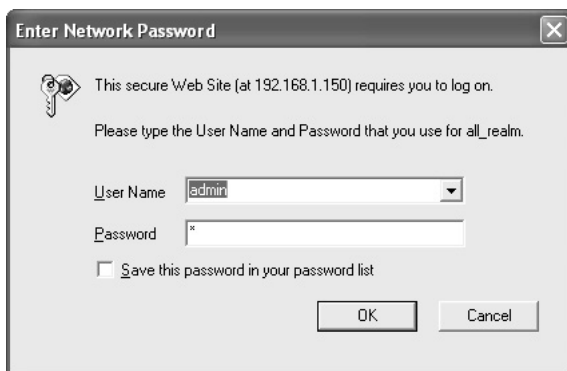 Enter Network Password
This secure Web Site (at 192.168.1.150) requires you to log on.
Please type the User Name and Password that you use for all_realm.
User Name admin
Password *
Save this password in your password list
OK Cancel